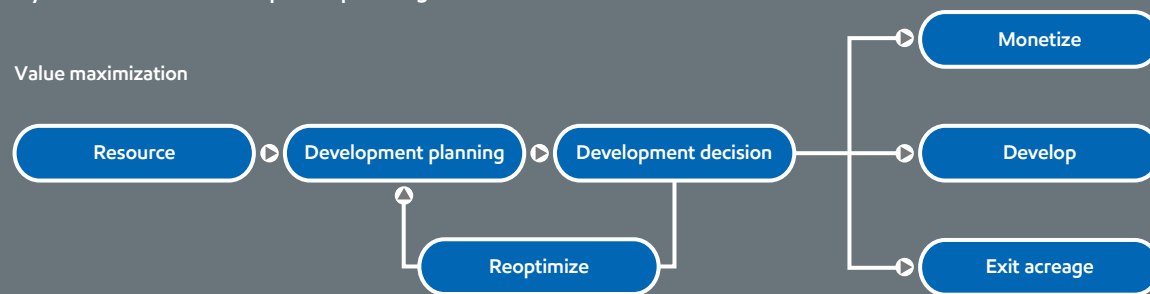 Value maximization
Monetize
Resource
Development planning
Development decision
Develop
Reoptimize
Exit acreage